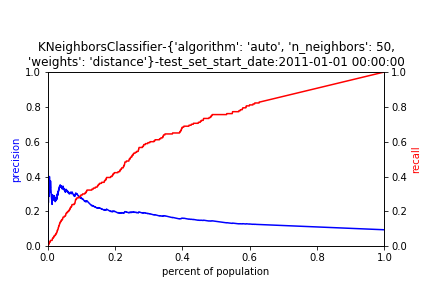 KNeighborsClassifier-{'algorithm': 'auto', 'n_neighbors': 50,
'weights': 'distance'}-test_set_start_date:2011-01-01 00:00:00
1.0
0.8
0.6
0.4
0.2
0.0
precision
1.0
0.8
0.6
0.4
0.2
0.0
recall
0.0 0.2 0.4 0.6 0.8 1.0
percent of population